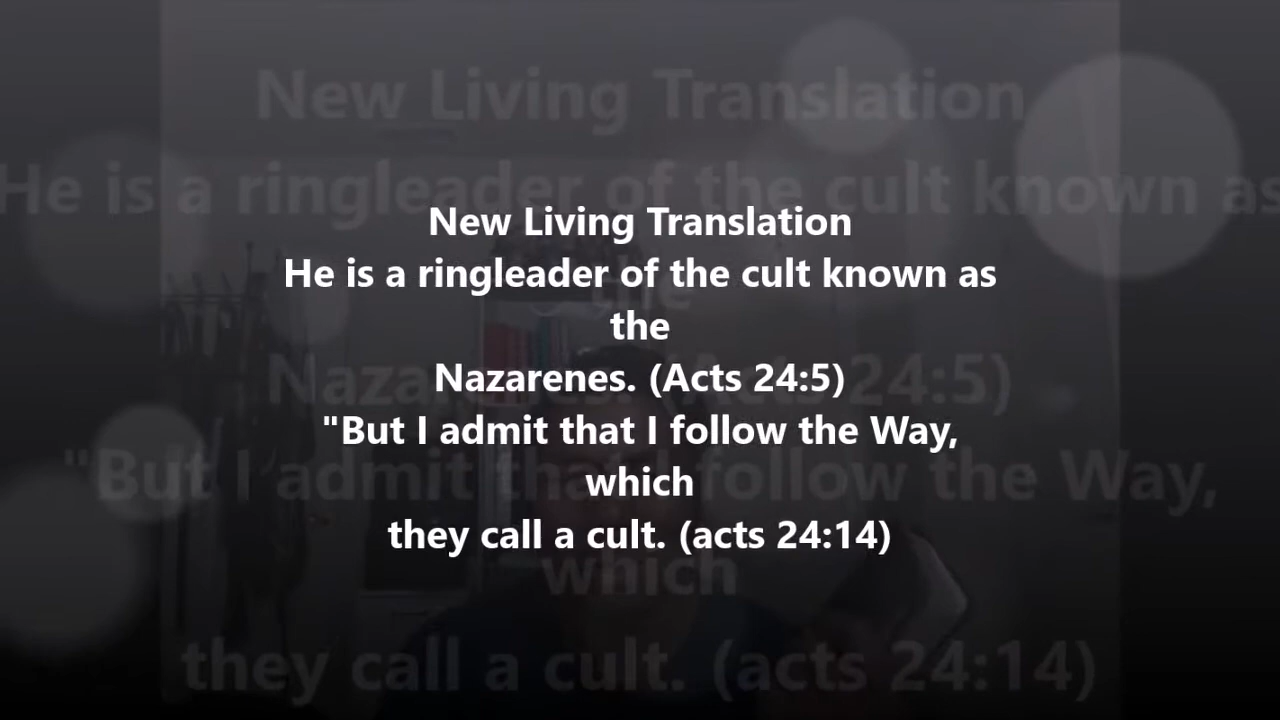 New Living Translation
He is a ringleader of the cult known as
the
Nazarenes. (Acts 24:5)
"But I admit that I follow the Way,
which
they call a cult. (acts 24:14)